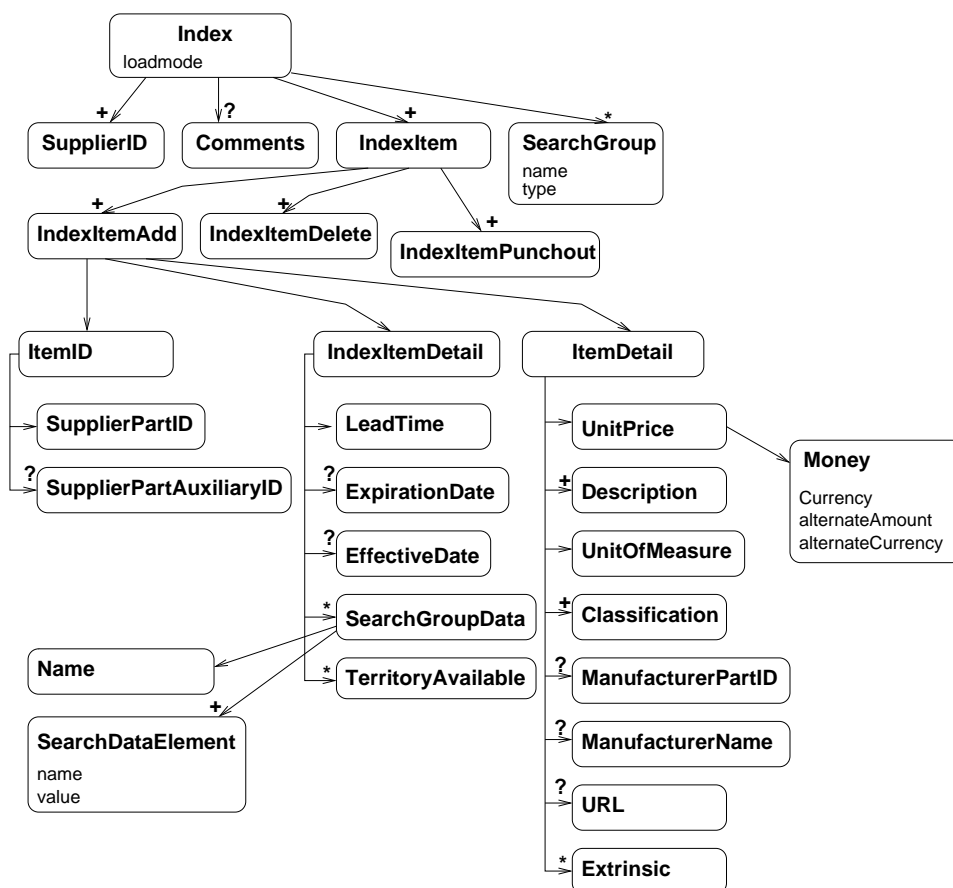 Index
loadmode
+
?
+
*
SupplierID
Comments
IndexItem
SearchGroup
name
type
+
+
+
IndexItemAdd
IndexItemDelete
IndexItemPunchout
ItemID
IndexItemDetail
ItemDetail
SupplierPartID
?
SupplierPartAuxiliaryID
LeadTime
?
ExpirationDate
?
EffectiveDate
*
SearchGroupData
*
TerritoryAvailable
Name
+
SearchDataElement
name
value
UnitPrice
Money
Currency
alternateAmount
alternateCurrency
+
Description
UnitOfMeasure
+
Classification
?
ManufacturerPartID
?
ManufacturerName
?
URL
*
Extrinsic